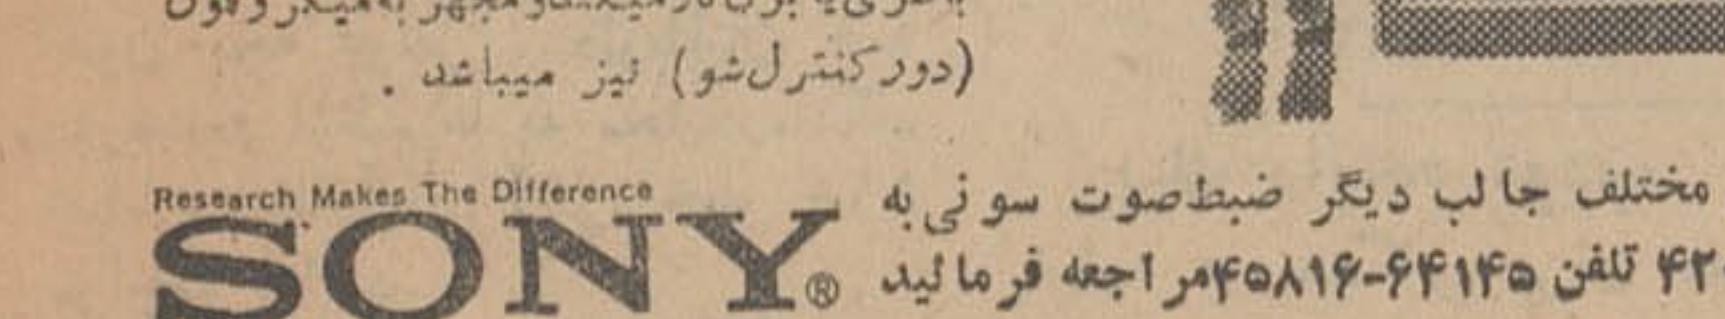 (دور کنترل‌شو) نیز میباشد .
مختلف جالب دیگر ضبط‌صوت سونی به
تلفن ۶۴۱۴۵-۴۵۸۱۶ مراجعه فرمائید
Research Makes The Difference
SONY®